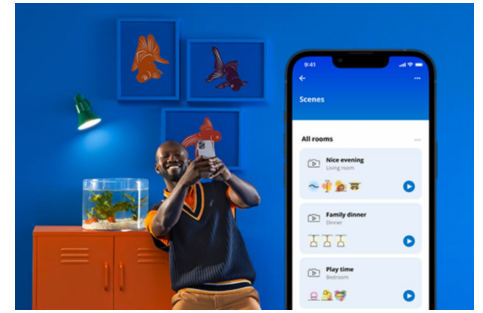 9:41
Scenes
All rooms
Nice evening
Living room
Family dinner
Dinner
Play time
Bedroom